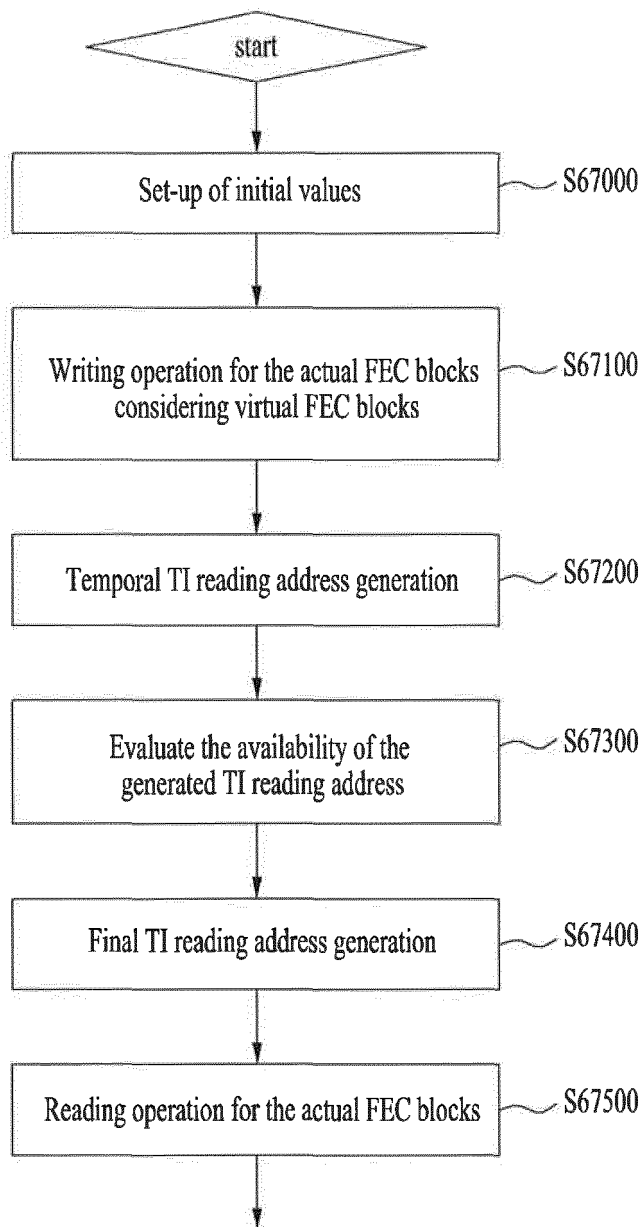 start
Set-up of initial values
S67000
Writing operation for the actual FEC blocks
considering virtual FEC blocks
S67100
Temporal TI reading address generation
S67200
Evaluate the availability of the
generated TI reading address
S67300
Final TI reading address generation
S67400
Reading operation for the actual FEC blocks
S67500